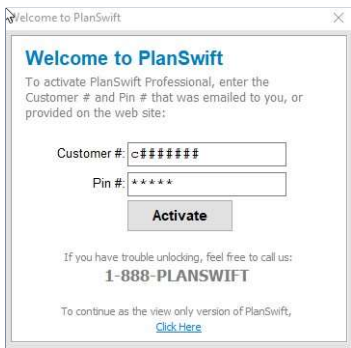 Welcome to PlanSwift
Welcome to PlanSwift
To activate PlanSwift Professional, enter the
Customer # and Pin # that was emailed to you, or
provided on the web site:
Customer #: c#######
Pin #: *****
Activate
If you have trouble unlocking, feel free to call us:
1-888-PLANSWIFT
To continue as the view only version of PlanSwift,
Click Here